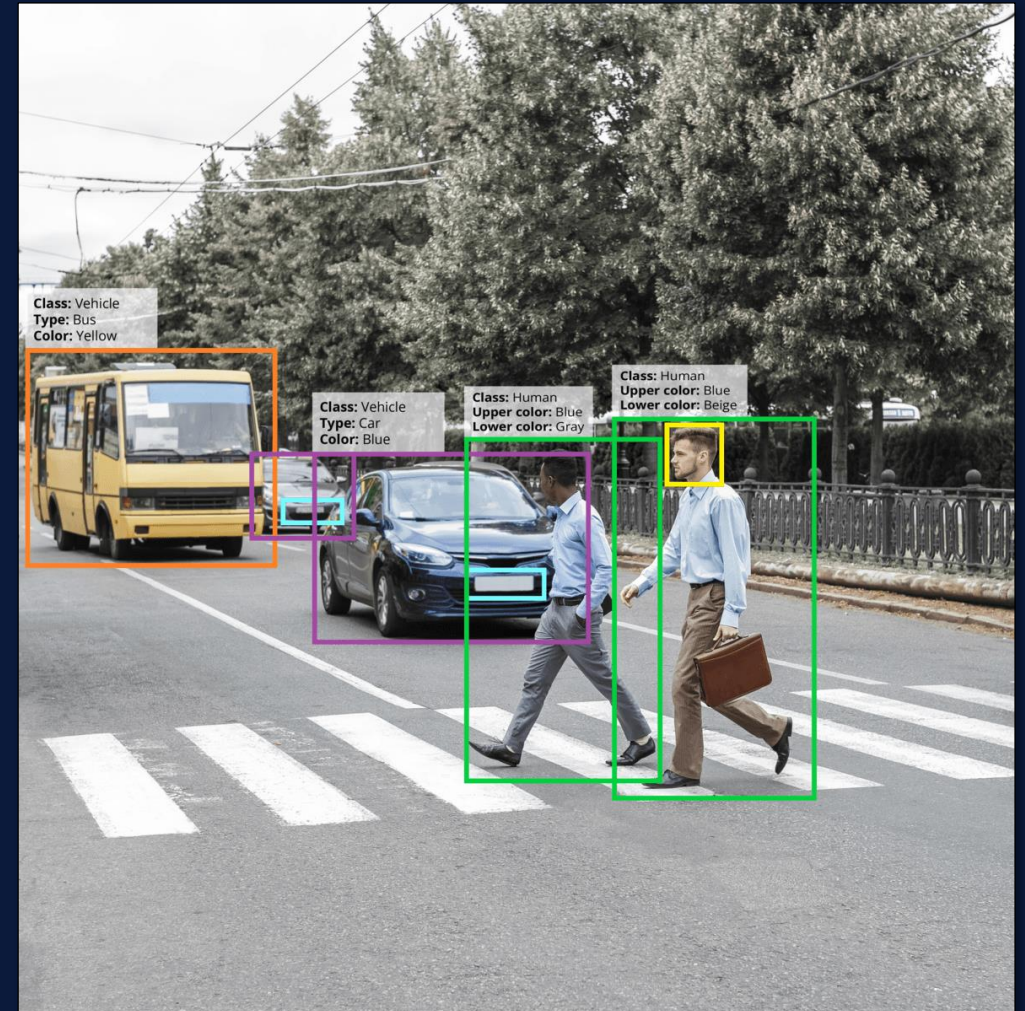 Class: Vehicle
Type: Bus
Color: Yellow
Class: Vehicle
Type: Car
Color: Blue
Class: Human
Upper color: Blue
Lower color: Gray
Class: Human
Upper color: Blue
Lower color: Beige